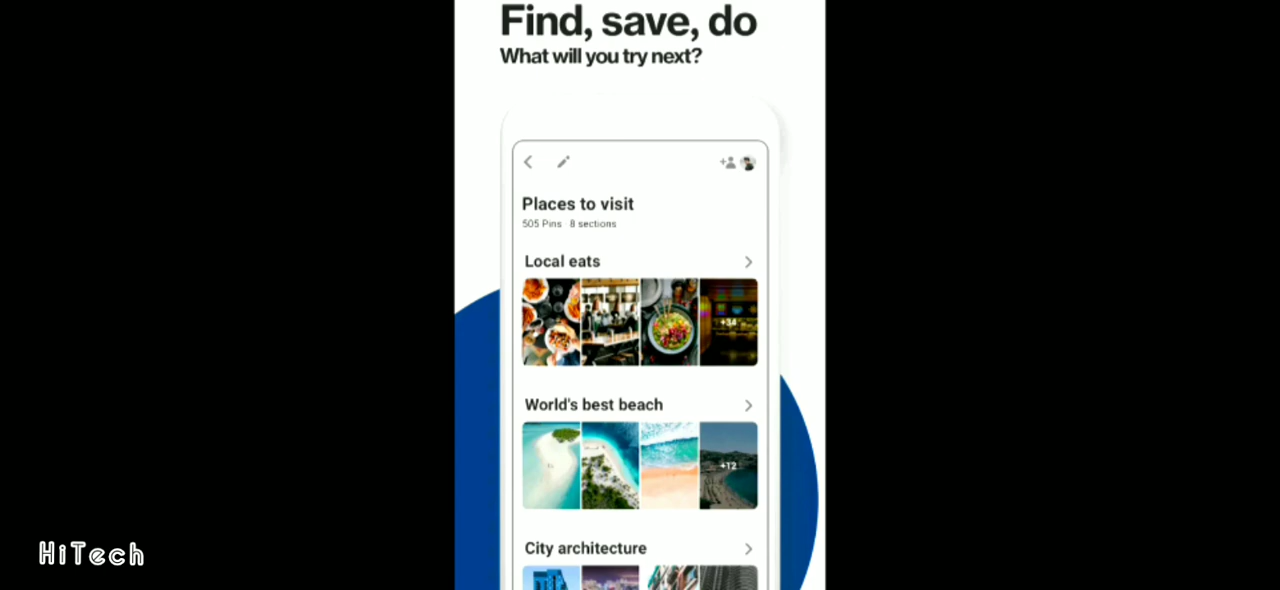 Find, save, do
What will you try next?
Places to visit
505 Pins 8 sections
Local eats
+14
World's best beach
+12
City architecture
HiTech